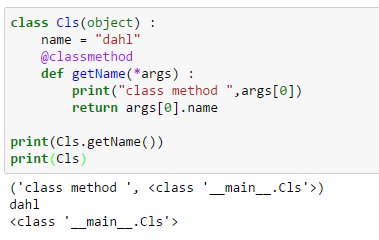 class Cls(object) :
    name = "dahl"
    @classmethod
    def getName(*args) :
        print("class method ",args[0])
        return args[0].name

print(Cls.getName())
print(Cls)
('class method ', <class '__main__.Cls'>)
dahl
<class '__main__.Cls'>